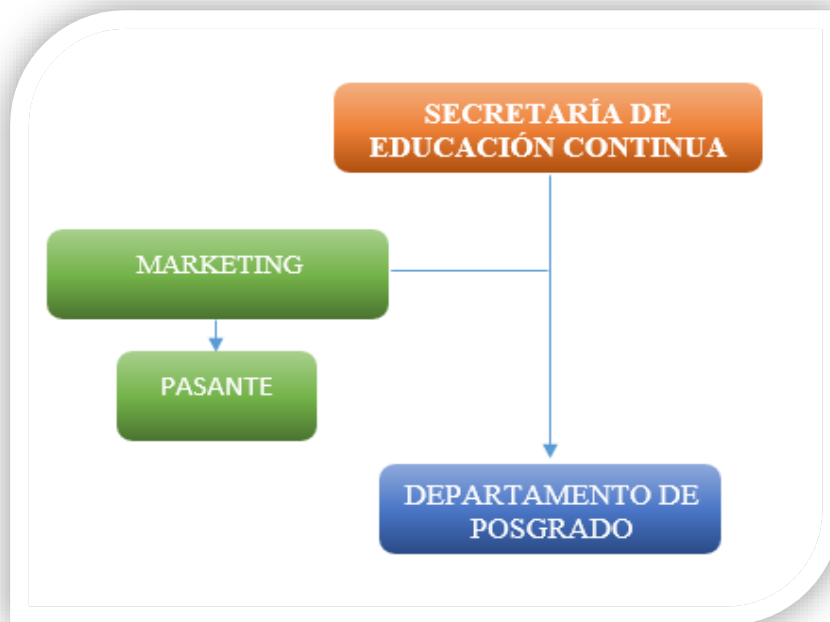 SECRETARÍA DE
EDUCACIÓN CONTINUA
MARKETING
PASANTE
DEPARTAMENTO DE
POSGRADO